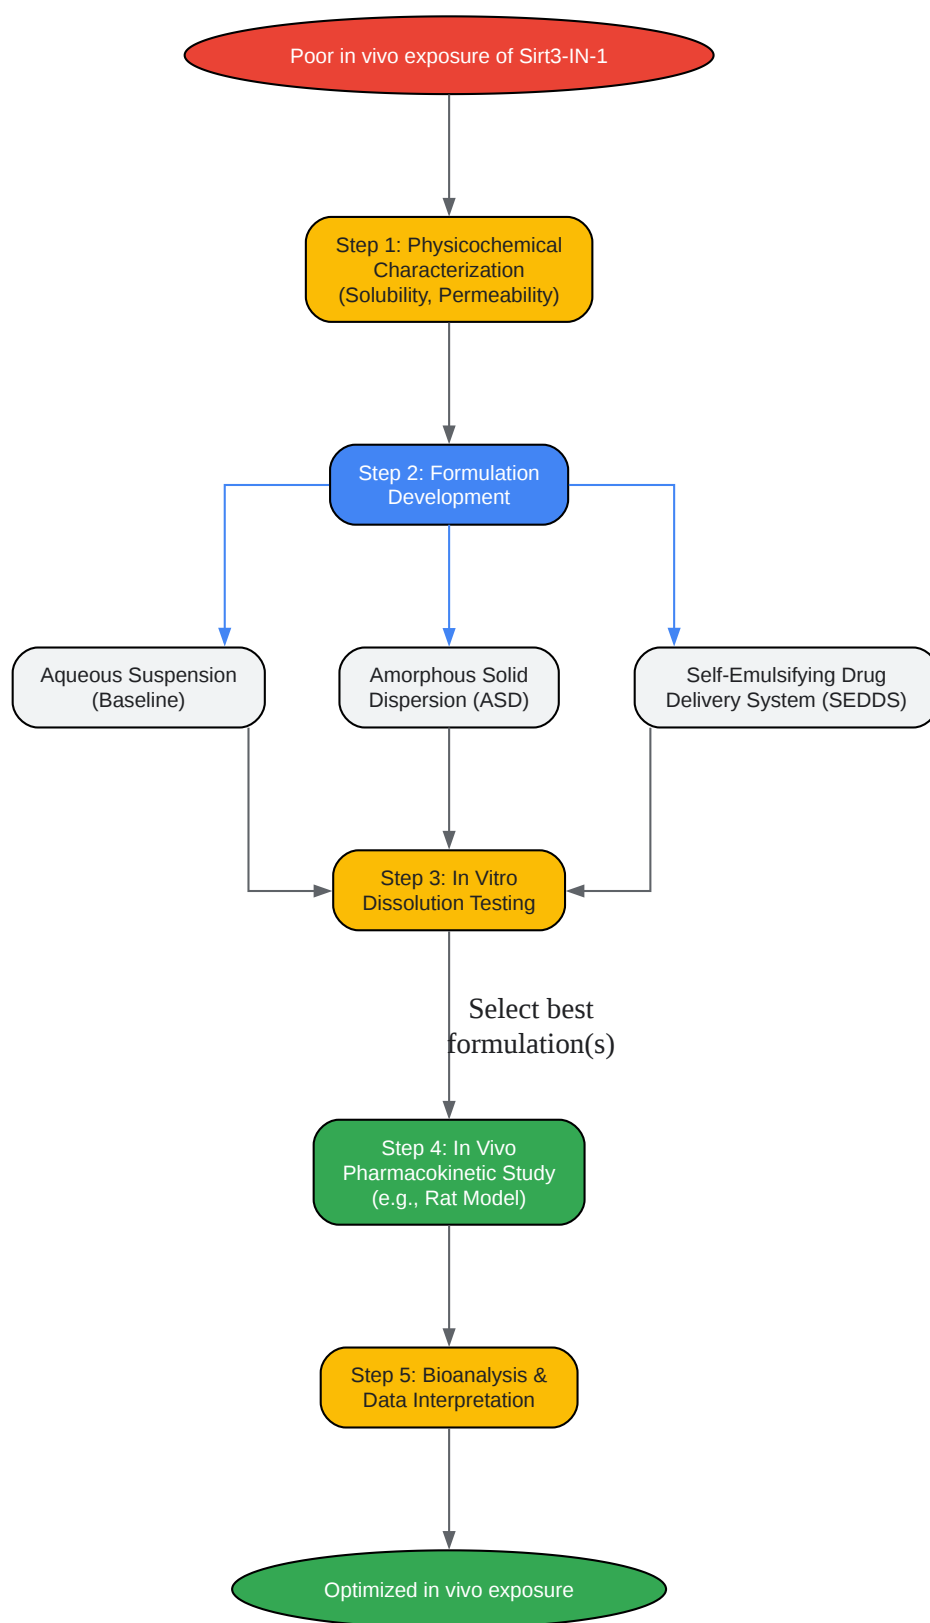 Poor in vivo exposure of Sirt3-IN-1
Step 1: Physicochemical
Characterization
(Solubility, Permeability)
Step 2: Formulation
Development
Aqueous Suspension
(Baseline)
Amorphous Solid
Dispersion (ASD)
Self-Emulsifying Drug
Delivery System (SEDDS)
Step 3: In Vitro
Dissolution Testing
Select best
formulation(s)
Step 4: In Vivo
Pharmacokinetic Study
(e.g., Rat Model)
Step 5: Bioanalysis &
Data Interpretation
Optimized in vivo exposure